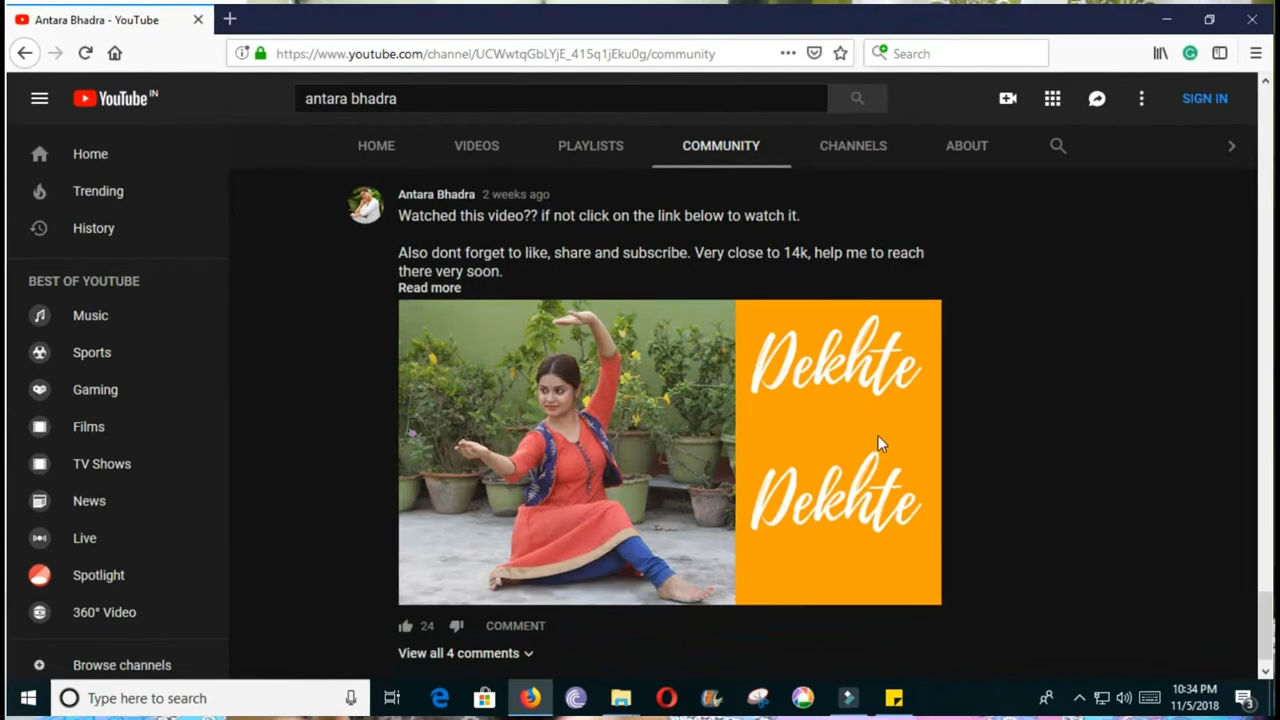 Antara Bhadra - YouTube
https://www.youtube.com/channel/UCWwtqGbLYjE_415q1jEku0g/community
Search
YouTube IN
antara bhadra
SIGN IN
HOME VIDEOS PLAYLISTS COMMUNITY CHANNELS ABOUT
Home
Trending
History
BEST OF YOUTUBE
Music
Sports
Gaming
Films
TV Shows
News
Live
Spotlight
360° Video
Browse channels
Antara Bhadra 2 weeks ago
Watched this video?? if not click on the link below to watch it.
Also dont forget to like, share and subscribe. Very close to 14k, help me to reach
there very soon.
Read more
Dekhte
Dekhte
24 COMMENT
View all 4 comments
Type here to search
10:34 PM
11/5/2018
3